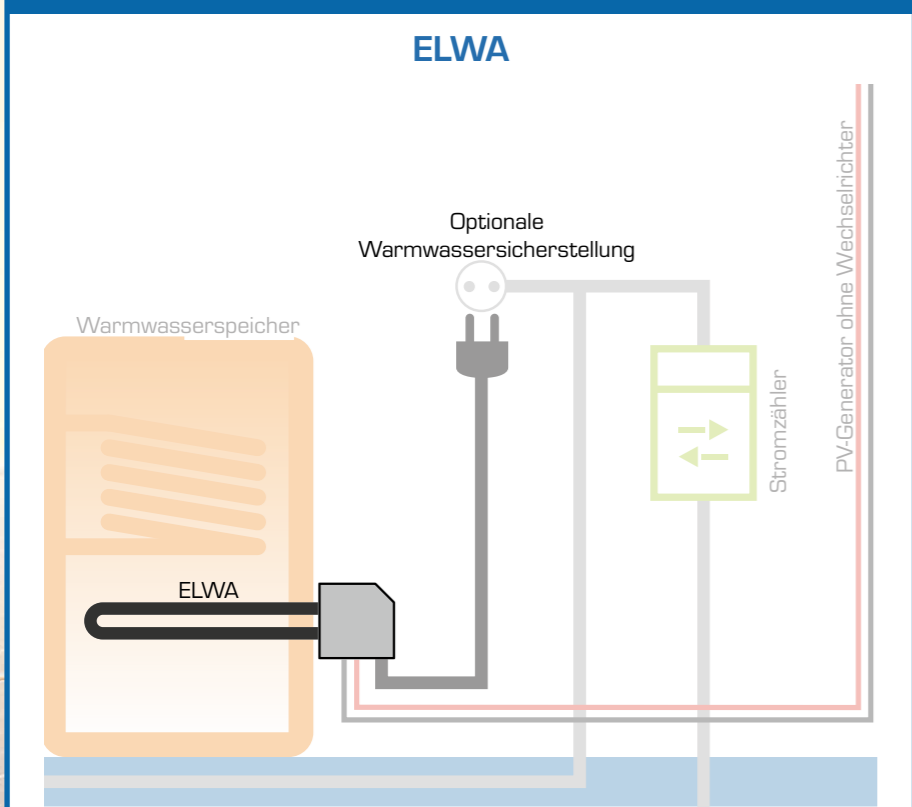 ELWA
Optionale
Warmwassersicherstellung
Warmwasserspeicher
ELWA
Stromzähler
PV-Generator ohne Wechselrichter